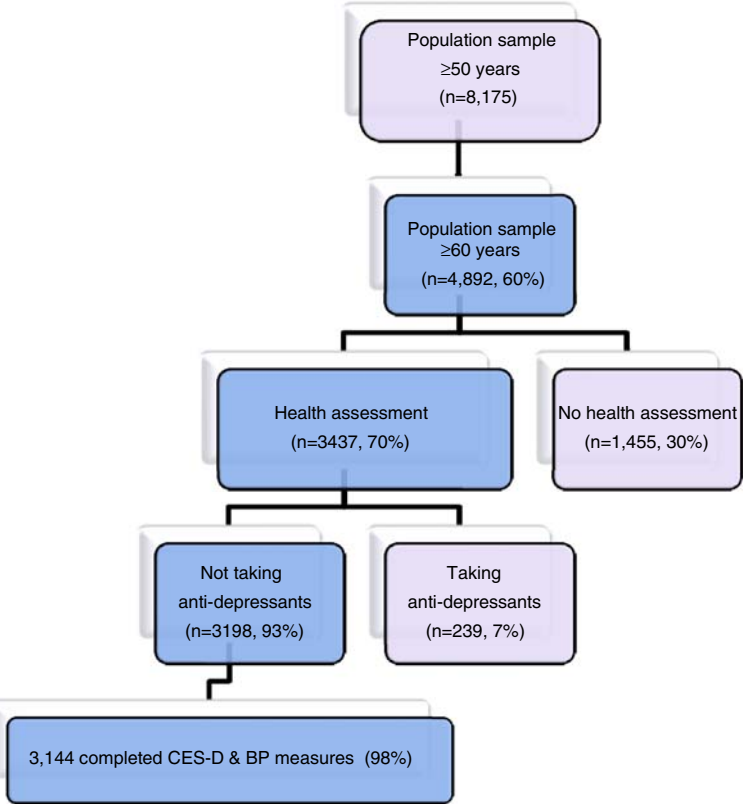 Population sample
≥50 years
(n=8,175)
Population sample
≥60 years
(n=4,892, 60%)
Health assessment
(n=3437, 70%)
No health assessment
(n=1,455, 30%)
Not taking
anti-depressants
(n=3198, 93%)
Taking
anti-depressants
(n=239, 7%)
3,144 completed CES-D & BP measures (98%)